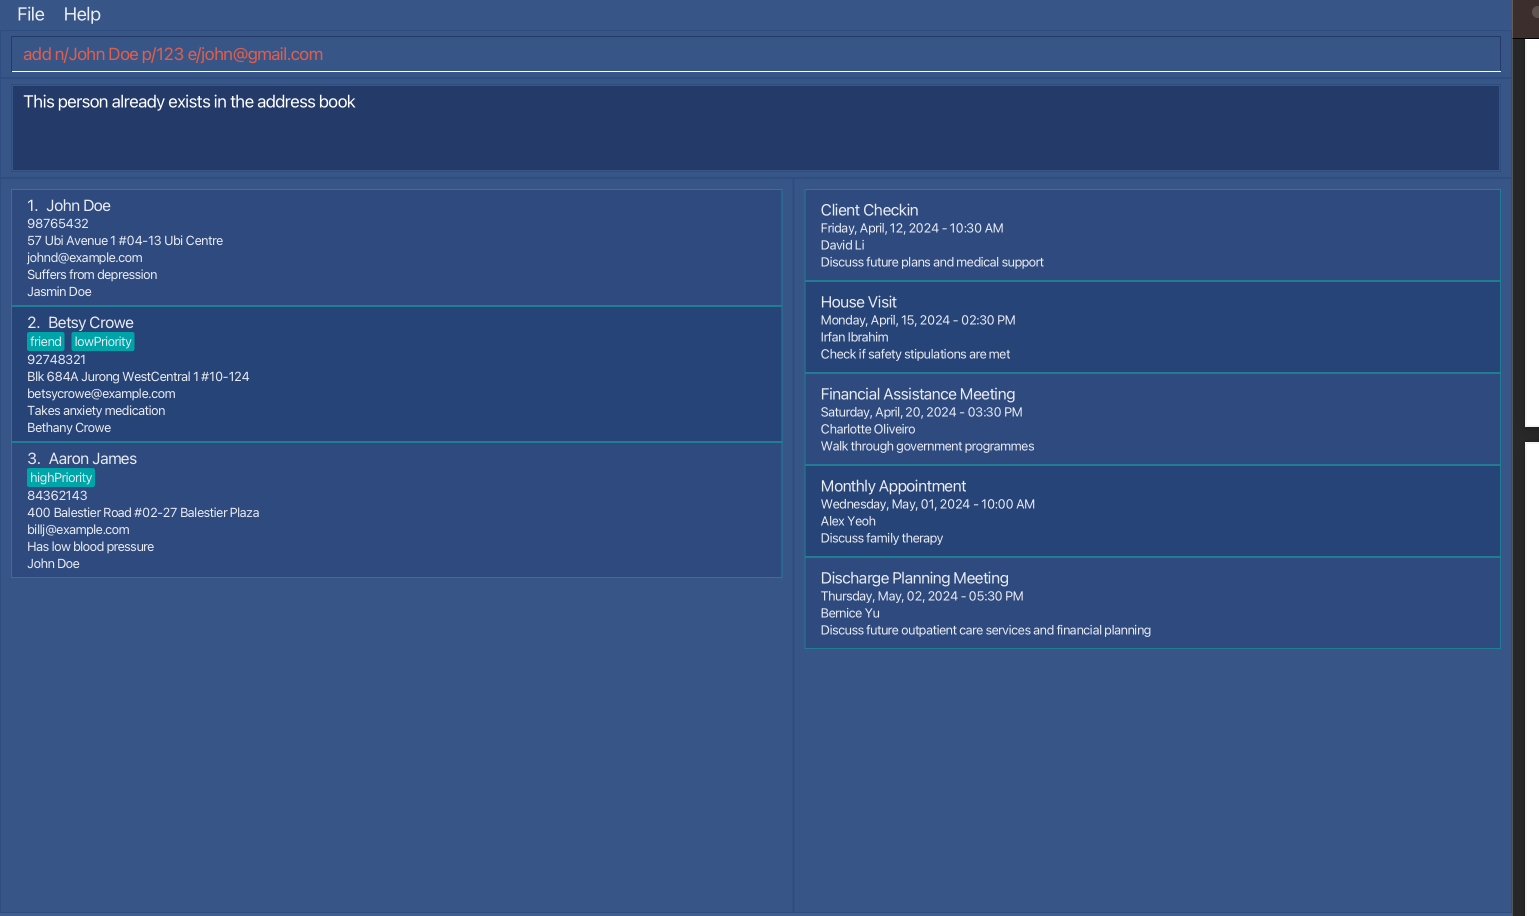 File Help
add n/John Doe p/123 e/john@gmail.com
This person already exists in the address book
1. John Doe
98765432
57 Ubi Avenue 1 #04-13 Ubi Centre
johnd@example.com
Suffers from depression
Jasmin Doe
2. Betsy Crowe
friend lowPriority
92748321
Blk 684A Jurong WestCentral 1 #10-124
betsycrowe@example.com
Takes anxiety medication
Bethany Crowe
3. Aaron James
highPriority
84362143
400 Balestier Road #02-27 Balestier Plaza
billj@example.com
Has low blood pressure
John Doe
Client Checkin
Friday, April, 12, 2024 - 10:30 AM
David Li
Discuss future plans and medical support
House Visit
Monday, April, 15, 2024 - 02:30 PM
Irfan Ibrahim
Check if safety stipulations are met
Financial Assistance Meeting
Saturday, April, 20, 2024 - 03:30 PM
Charlotte Oliveiro
Walk through government programmes
Monthly Appointment
Wednesday, May, 01, 2024 - 10:00 AM
Alex Yeoh
Discuss family therapy
Discharge Planning Meeting
Thursday, May, 02, 2024 - 05:30 PM
Bernice Yu
Discuss future outpatient care services and financial planning